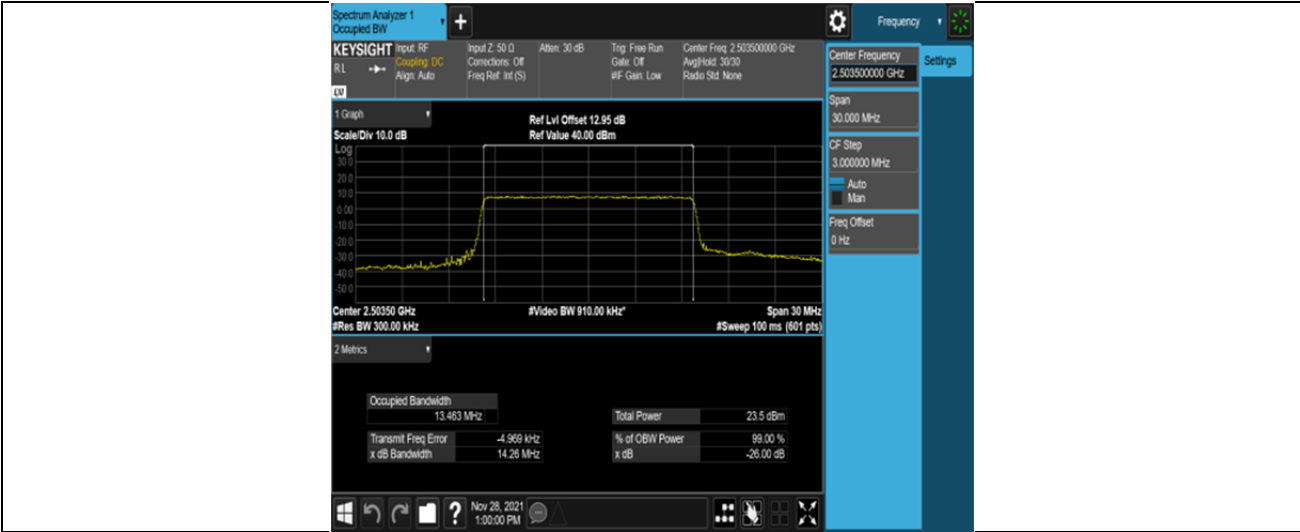 Spectrum Analyzer 1
Occupied BW
+
Frequency
KEYSIGHT
RL
Input: RF
Coupling: DC
Align: Auto
Input Z: 50 Ω
Corrections: Off
Freq Ref: Int (S)
Atten: 30 dB
Trig: Free Run
Gate: Off
#IF Gain: Low
Center Freq: 2.503500000 GHz
Avg|Hold: 30/30
Radio Std: None
Center Frequency
2.503500000 GHz
Settings
Span
30.000 MHz
CF Step
3.000000 MHz
Auto
Man
Freq Offset
0 Hz
1 Graph
Scale/Div 10.0 dB
Ref Lvl Offset 12.95 dB
Ref Value 40.00 dBm
Log
30.0
20.0
10.0
0.00
-10.0
-20.0
-30.0
-40.0
-50.0
Center 2.50350 GHz
#Video BW 910.00 kHz*
Span 30 MHz
#Res BW 300.00 kHz
#Sweep 100 ms (601 pts)
2 Metrics
Occupied Bandwidth
13.463 MHz
Total Power 23.5 dBm
Transmit Freq Error -4.969 kHz
% of OBW Power 99.00 %
x dB Bandwidth 14.26 MHz
x dB -26.00 dB
?
Nov 28, 2021
1:00:00 PM